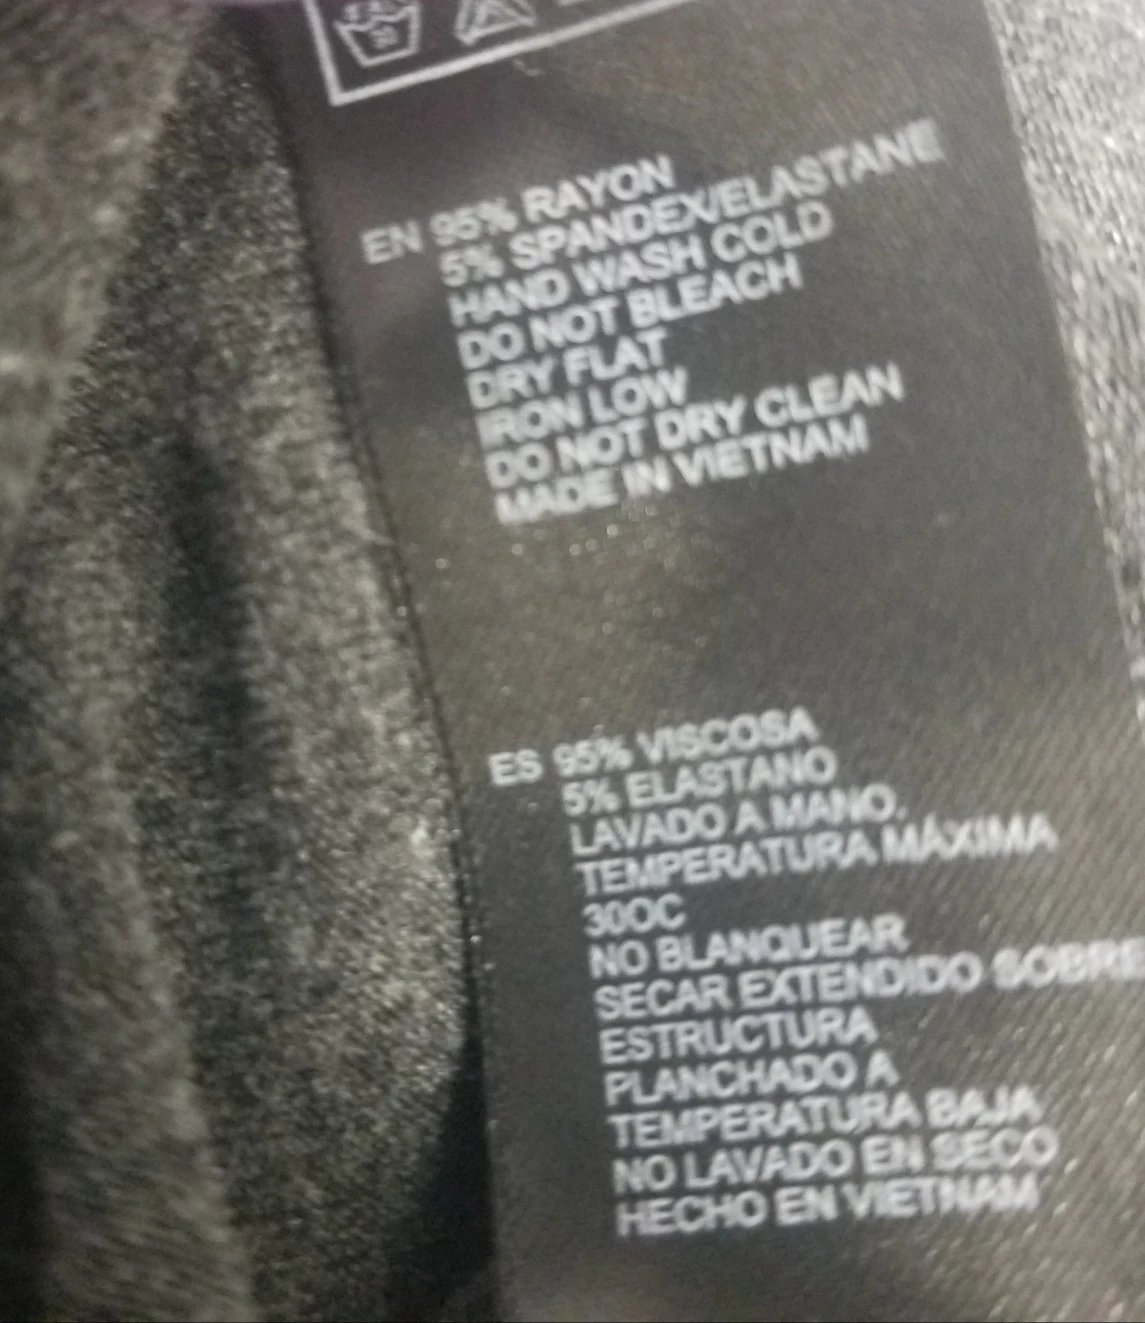 EN 95% RAYON
5% SPANDEX/ELASTANE
HAND WASH COLD
DO NOT BLEACH
DRY FLAT
IRON LOW
DO NOT DRY CLEAN
MADE IN VIETNAM
ES 95% VISCOSA
5% ELASTANO
LAVADO A MANO.
TEMPERATURA MÁXIMA
30OC
NO BLANQUEAR
SECAR EXTENDIDO SOBRE
ESTRUCTURA
PLANCHADO A
TEMPERATURA BAJA
NO LAVADO EN SECO
HECHO EN VIETNAM